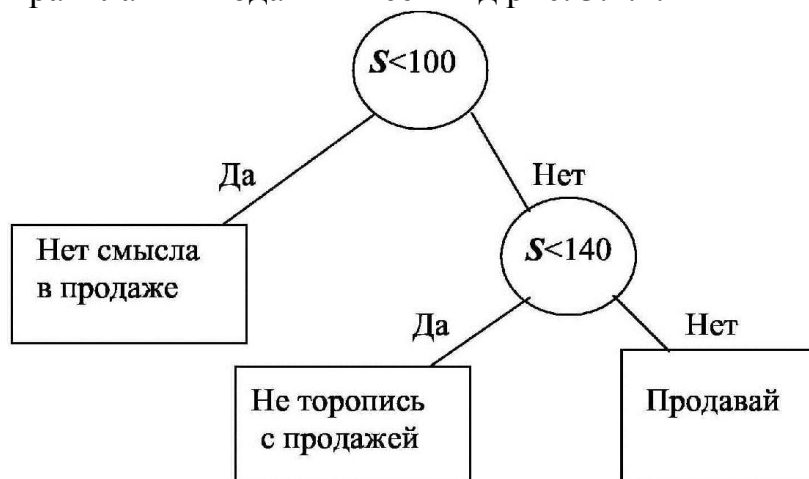 S<100
Да
Нет
Нет смысла
в продаже
S<140
Да
Нет
Не торопись
с продажей
Продавай